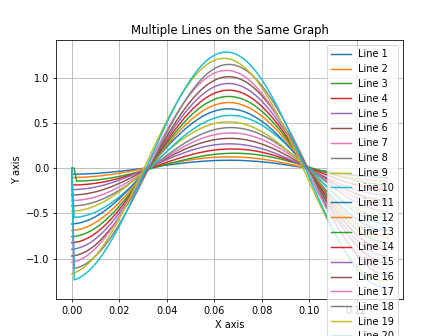 Multiple Lines on the Same Graph
Y axis
1.0
0.5
0.0
−0.5
−1.0
0.00 0.02 0.04 0.06 0.08 0.10
X axis
Line 1
Line 2
Line 3
Line 4
Line 5
Line 6
Line 7
Line 8
Line 9
Line 10
Line 11
Line 12
Line 13
Line 14
Line 15
Line 16
Line 17
Line 18
Line 19
Line 20